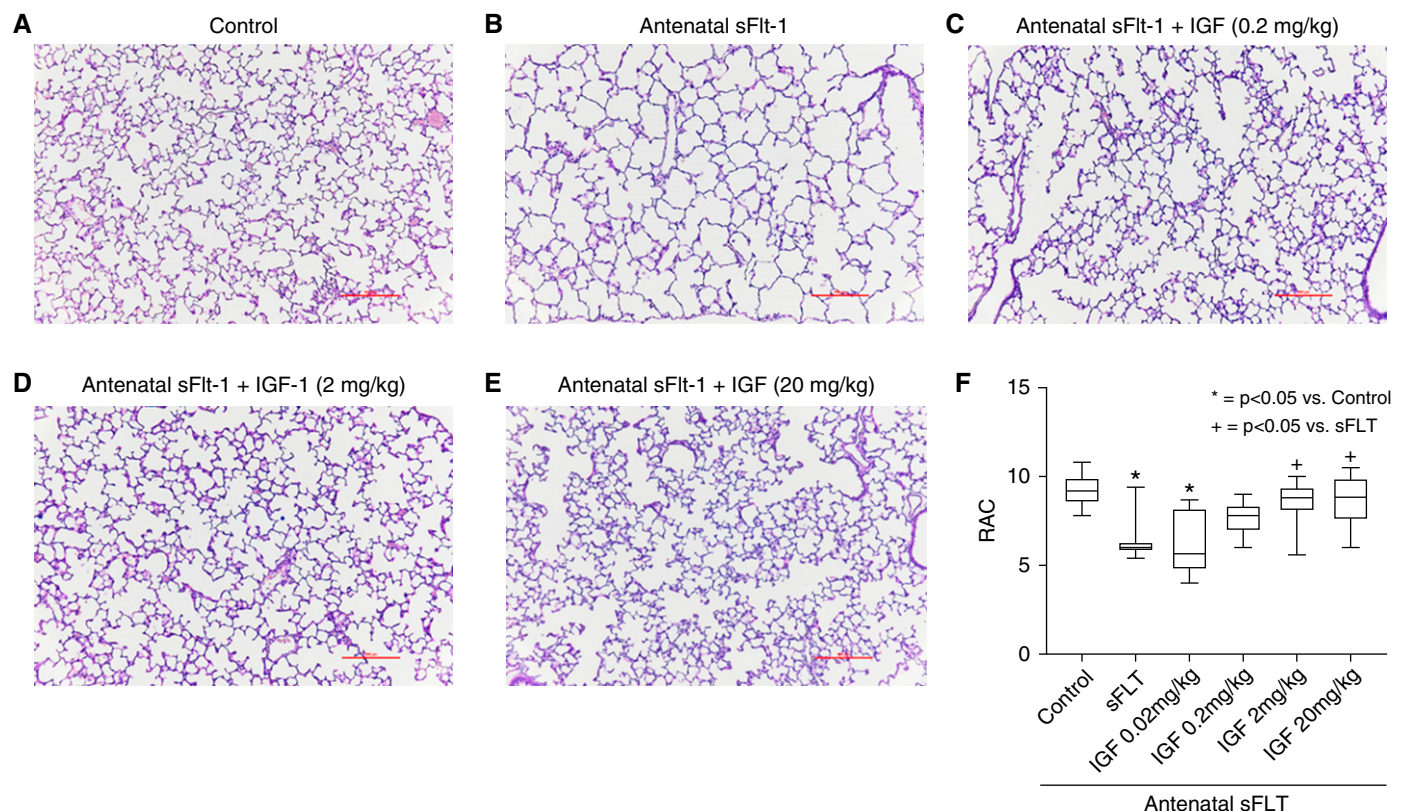 A Control
B Antenatal sFlt-1
C Antenatal sFlt-1 + IGF (0.2 mg/kg)
D Antenatal sFlt-1 + IGF-1 (2 mg/kg)
E Antenatal sFlt-1 + IGF (20 mg/kg)
F
* = p<0.05 vs. Control
+ = p<0.05 vs. sFLT
RAC
15
10
5
0
* * + +
Control
sFLT
IGF 0.02mg/kg
IGF 0.2mg/kg
IGF 2mg/kg
IGF 20mg/kg
Antenatal sFLT